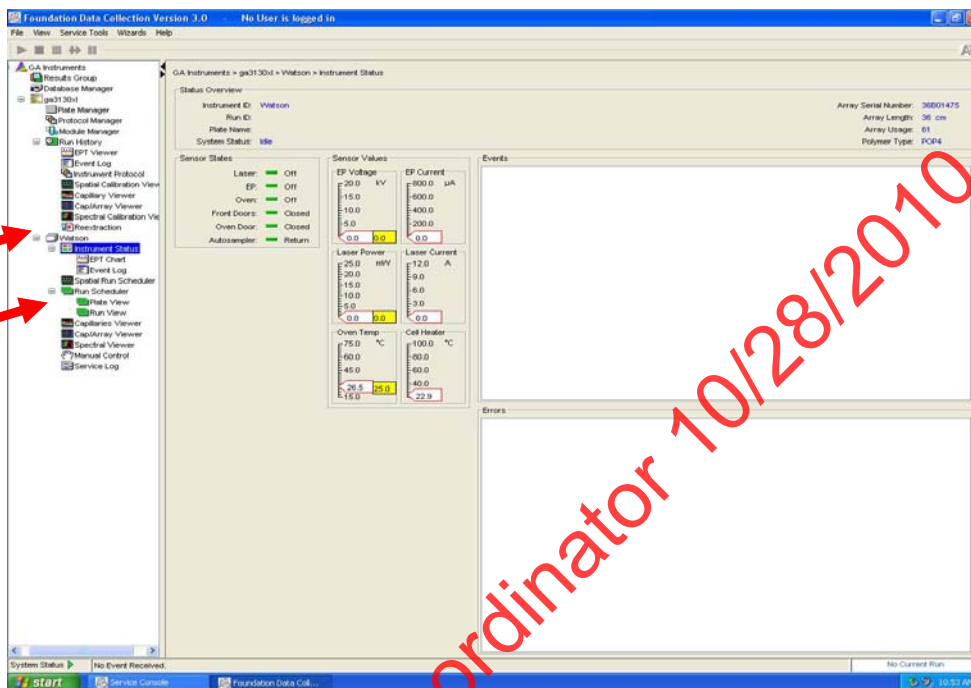 Foundation Data Collection Version 3.0 - No User is logged in
File View Service Tools Wizards Help
GA Instruments
Results Group
Database Manager
ga3130xl
Plate Manager
Protocol Manager
Module Manager
Run History
EPT Viewer
Event Log
Instrument Protocol
Spatial Calibration View
Capillary Viewer
Cap/Array Viewer
Spectral Calibration Vie
Reextraction
Watson
Instrument Status
EPT Chart
Event Log
Spatial Run Scheduler
Run Scheduler
Plate View
Run View
Capillaries Viewer
Cap/Array Viewer
Spectral Viewer
Manual Control
Service Log
GA Instruments > ga3130xl > Watson > Instrument Status
Status Overview
Instrument ID: Watson
Run ID:
Plate Name:
System Status: Idle
Array Serial Number: 36B01475
Array Length: 36 cm
Array Usage: 61
Polymer Type: POP4
Sensor States
Laser: Off
EP: Off
Oven: Off
Front Doors: Closed
Oven Door: Closed
Autosampler: Return
Sensor Values
EP Voltage
20.0 kV
15.0
10.0
5.0
0.0 0.0
EP Current
800.0 µA
600.0
400.0
200.0
0.0
Laser Power
25.0 mW
20.0
15.0
10.0
5.0
0.0 0.0
Laser Current
12.0 A
9.0
6.0
3.0
0.0
Oven Temp
75.0 °C
60.0
45.0
26.5 25.0
15.0
Cell Heater
100.0 °C
80.0
60.0
40.0
22.9
Events
Errors
ordinator 10/28/2010
System Status
No Event Received.
No Current Run
start
Service Console
Foundation Data Coll...
10:53 AM